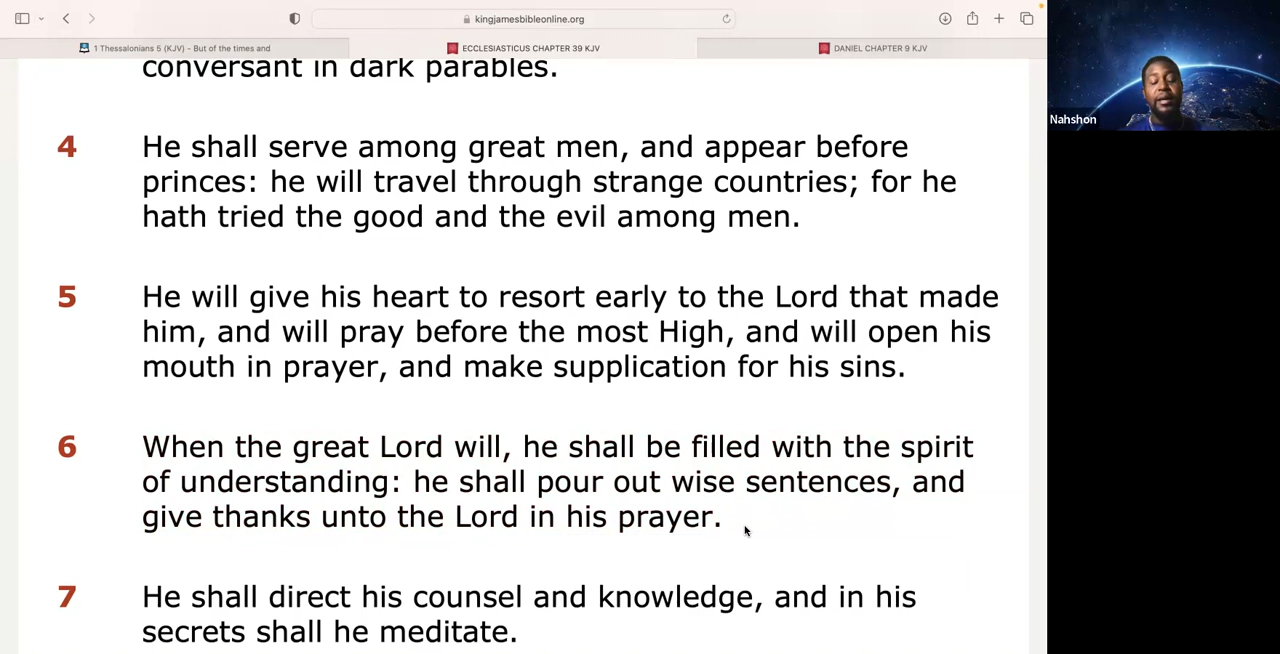 kingjamesbibleonline.org
1 Thessalonians 5 (KJV) - But of the times and
ECCLESIASTICUS CHAPTER 39 KJV
DANIEL CHAPTER 9 KJV
Nahshon
conversant in dark parables.
4 He shall serve among great men, and appear before
princes: he will travel through strange countries; for he
hath tried the good and the evil among men.
5 He will give his heart to resort early to the Lord that made
him, and will pray before the most High, and will open his
mouth in prayer, and make supplication for his sins.
6 When the great Lord will, he shall be filled with the spirit
of understanding: he shall pour out wise sentences, and
give thanks unto the Lord in his prayer.
7 He shall direct his counsel and knowledge, and in his
secrets shall he meditate.